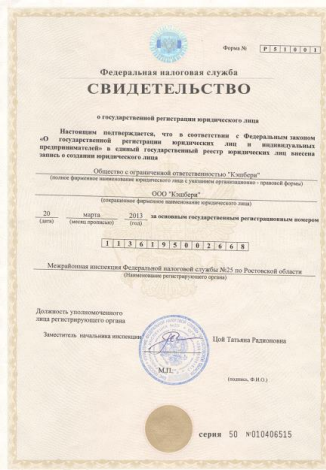 Форма № Р 5 1 0 0 1
Федеральная налоговая служба
СВИДЕТЕЛЬСТВО
о государственной регистрации юридического лица
Настоящим подтверждается, что в соответствии с Федеральным законом
«О государственной регистрации юридических лиц и индивидуальных
предпринимателей» в единый государственный реестр юридических лиц внесена
запись о создании юридического лица
Общество с ограниченной ответственностью "Кэпбери"
(полное фирменное наименование юридического лица с указанием организационно - правовой формы)
ООО "Кэпбери"
(сокращенное фирменное наименование юридического лица)
20 марта 2013 за основным государственным регистрационным номером
(дата) (месяц прописью) (год)
1 1 3 6 1 9 5 0 0 2 6 6 8
Межрайонная инспекция Федеральной налоговой службы №25 по Ростовской области
(Наименование регистрирующего органа)
Должность уполномоченного
лица регистрирующего органа
Заместитель начальника инспекции Цой Татьяна Радионовна
М.П.
(подпись, Ф.И.О.)
серия 50 №010406515